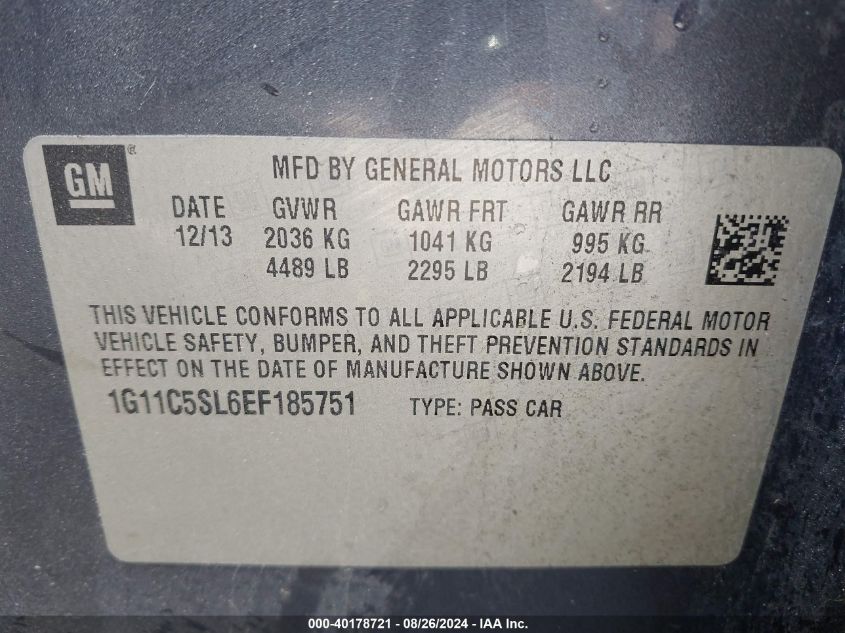 GM ®
MFD BY GENERAL MOTORS LLC
DATE GVWR GAWR FRT GAWR RR
12/13 2036 KG 1041 KG 995 KG
4489 LB 2295 LB 2194 LB
THIS VEHICLE CONFORMS TO ALL APPLICABLE U.S. FEDERAL MOTOR
VEHICLE SAFETY, BUMPER, AND THEFT PREVENTION STANDARDS IN
EFFECT ON THE DATE OF MANUFACTURE SHOWN ABOVE.
1G11C5SL6EF185751 TYPE: PASS CAR
000-40178721 - 08/26/2024 - IAA Inc.